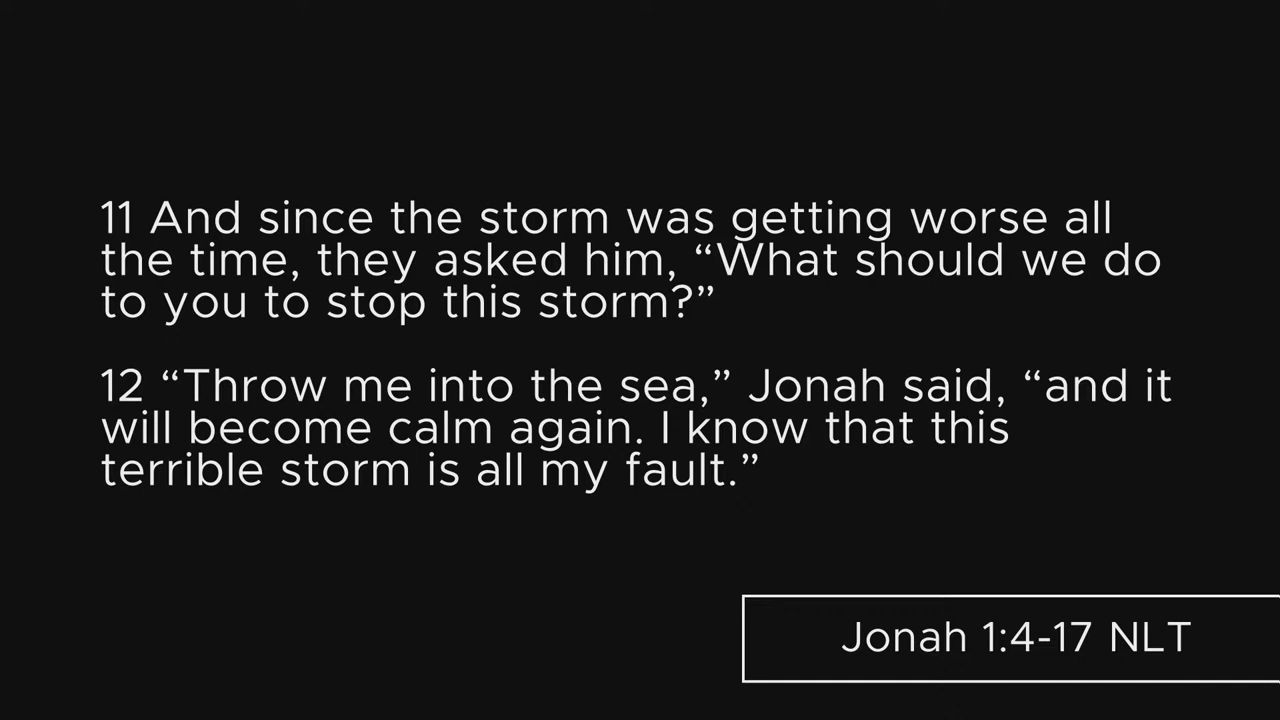 11 And since the storm was getting worse all
the time, they asked him, “What should we do
to you to stop this storm?”
12 “Throw me into the sea,” Jonah said, “and it
will become calm again. I know that this
terrible storm is all my fault.”
Jonah 1:4-17 NLT